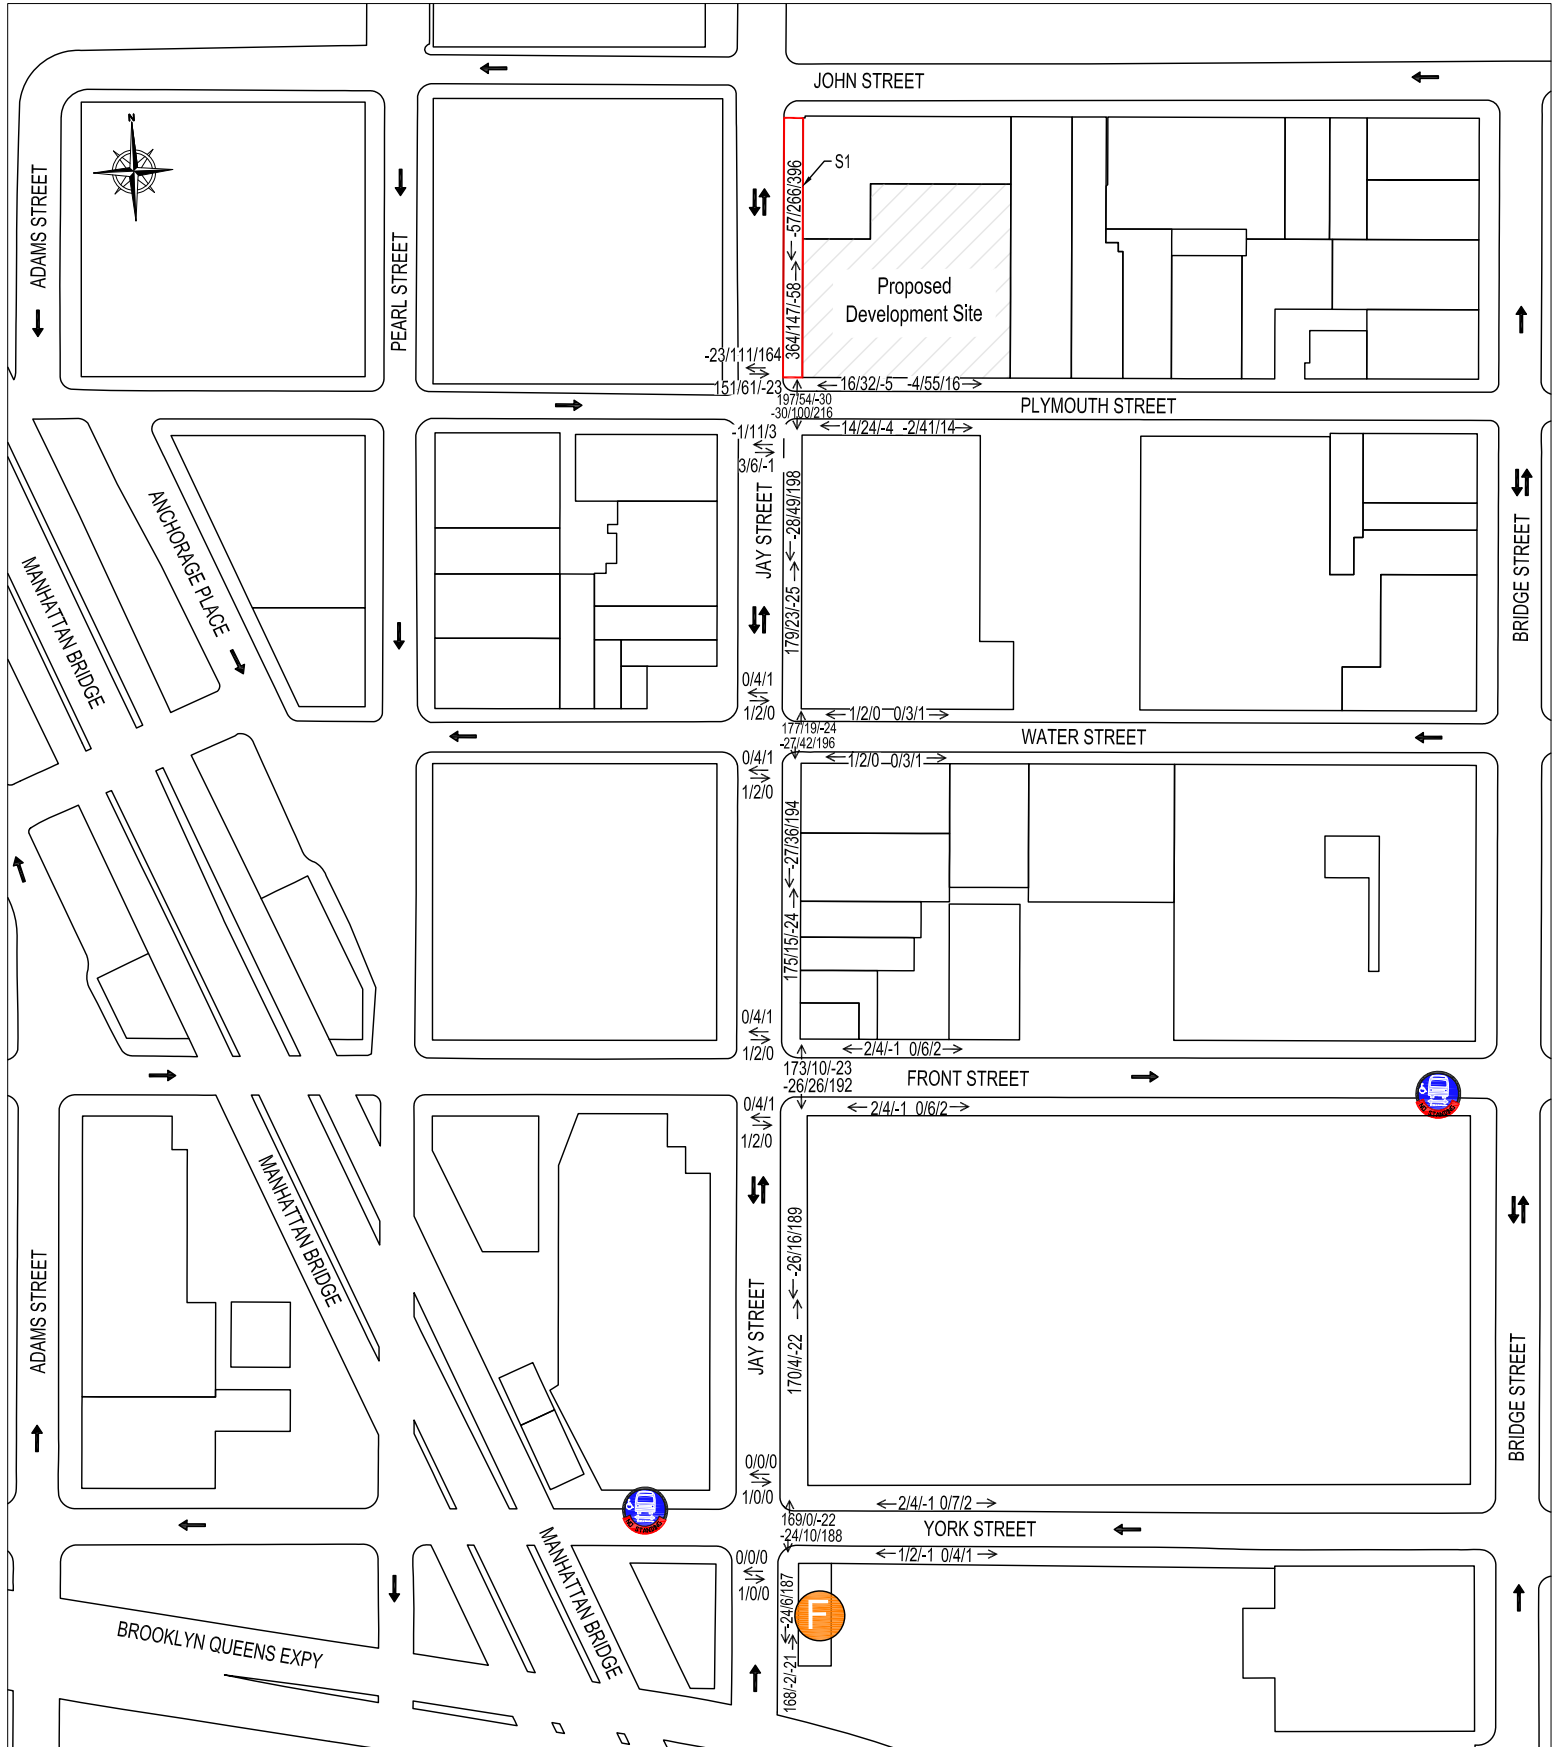 JOHN STREET
N
ADAMS STREET
PEARL STREET
S1
-57/266/396
364/147/-58
Proposed
Development Site
-23/111/164
151/61/-23
16/32/-5 -4/55/16
197/54/-30
-30/100/216
PLYMOUTH STREET
14/24/-4 -2/41/14
-1/11/3
3/6/-1
JAY STREET
-28/49/198
179/23/-25
ANCHORAGE PLACE
MANHATTAN BRIDGE
BRIDGE STREET
0/4/1
1/2/0
1/2/0 0/3/1
177/19/-24
-27/42/196
WATER STREET
0/4/1
1/2/0
1/2/0 0/3/1
-27/36/194
175/15/-24
0/4/1
1/2/0
2/4/-1 0/6/2
173/10/-23
-26/26/192
FRONT STREET
NO STANDING
0/4/1
1/2/0
2/4/-1 0/6/2
MANHATTAN BRIDGE
-26/16/189
170/4/-22
ADAMS STREET
JAY STREET
BRIDGE STREET
0/0/0
1/0/0
2/4/-1 0/7/2
NO STANDING
169/0/-22
-24/10/188
YORK STREET
MANHATTAN BRIDGE
0/0/0
1/0/0
1/2/-1 0/4/1
-24/6/187
168/-2/-21
F
BROOKLYN QUEENS EXPY